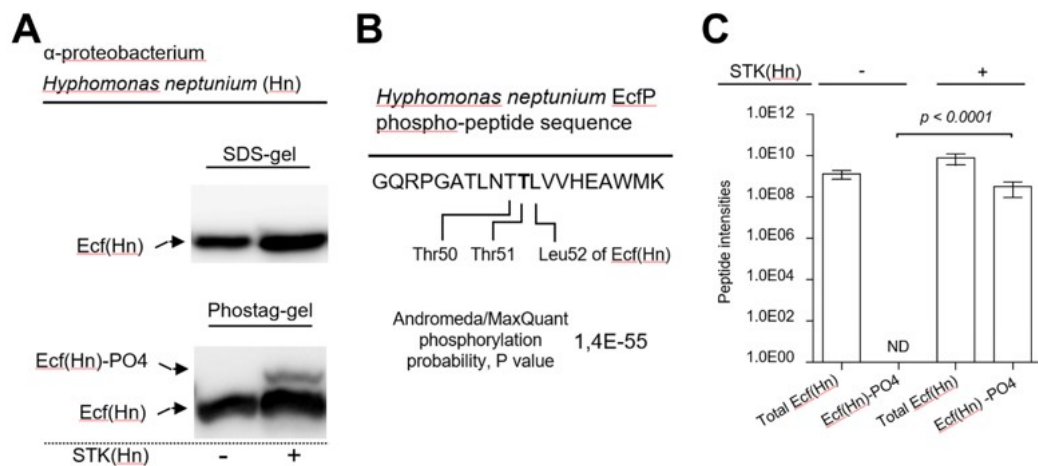 A
α-proteobacterium
Hyphomonas neptunium (Hn)
SDS-gel
Ecf(Hn)
Phostag-gel
Ecf(Hn)-PO4
Ecf(Hn)
STK(Hn) - +
B
Hyphomonas neptunium EcfP
phospho-peptide sequence
GQRPGATLNTTLVVHEAWMK
Thr50 Thr51 Leu52 of Ecf(Hn)
Andromeda/MaxQuant
phosphorylation
probability, P value
1,4E-55
C
STK(Hn) - +
p < 0.0001
Peptide intensities
1.0E12
1.0E10
1.0E08
1.0E06
1.0E04
1.0E02
1.0E00
ND
Total Ecf(Hn)
Ecf(Hn)-PO4
Total Ecf(Hn)
Ecf(Hn) -PO4